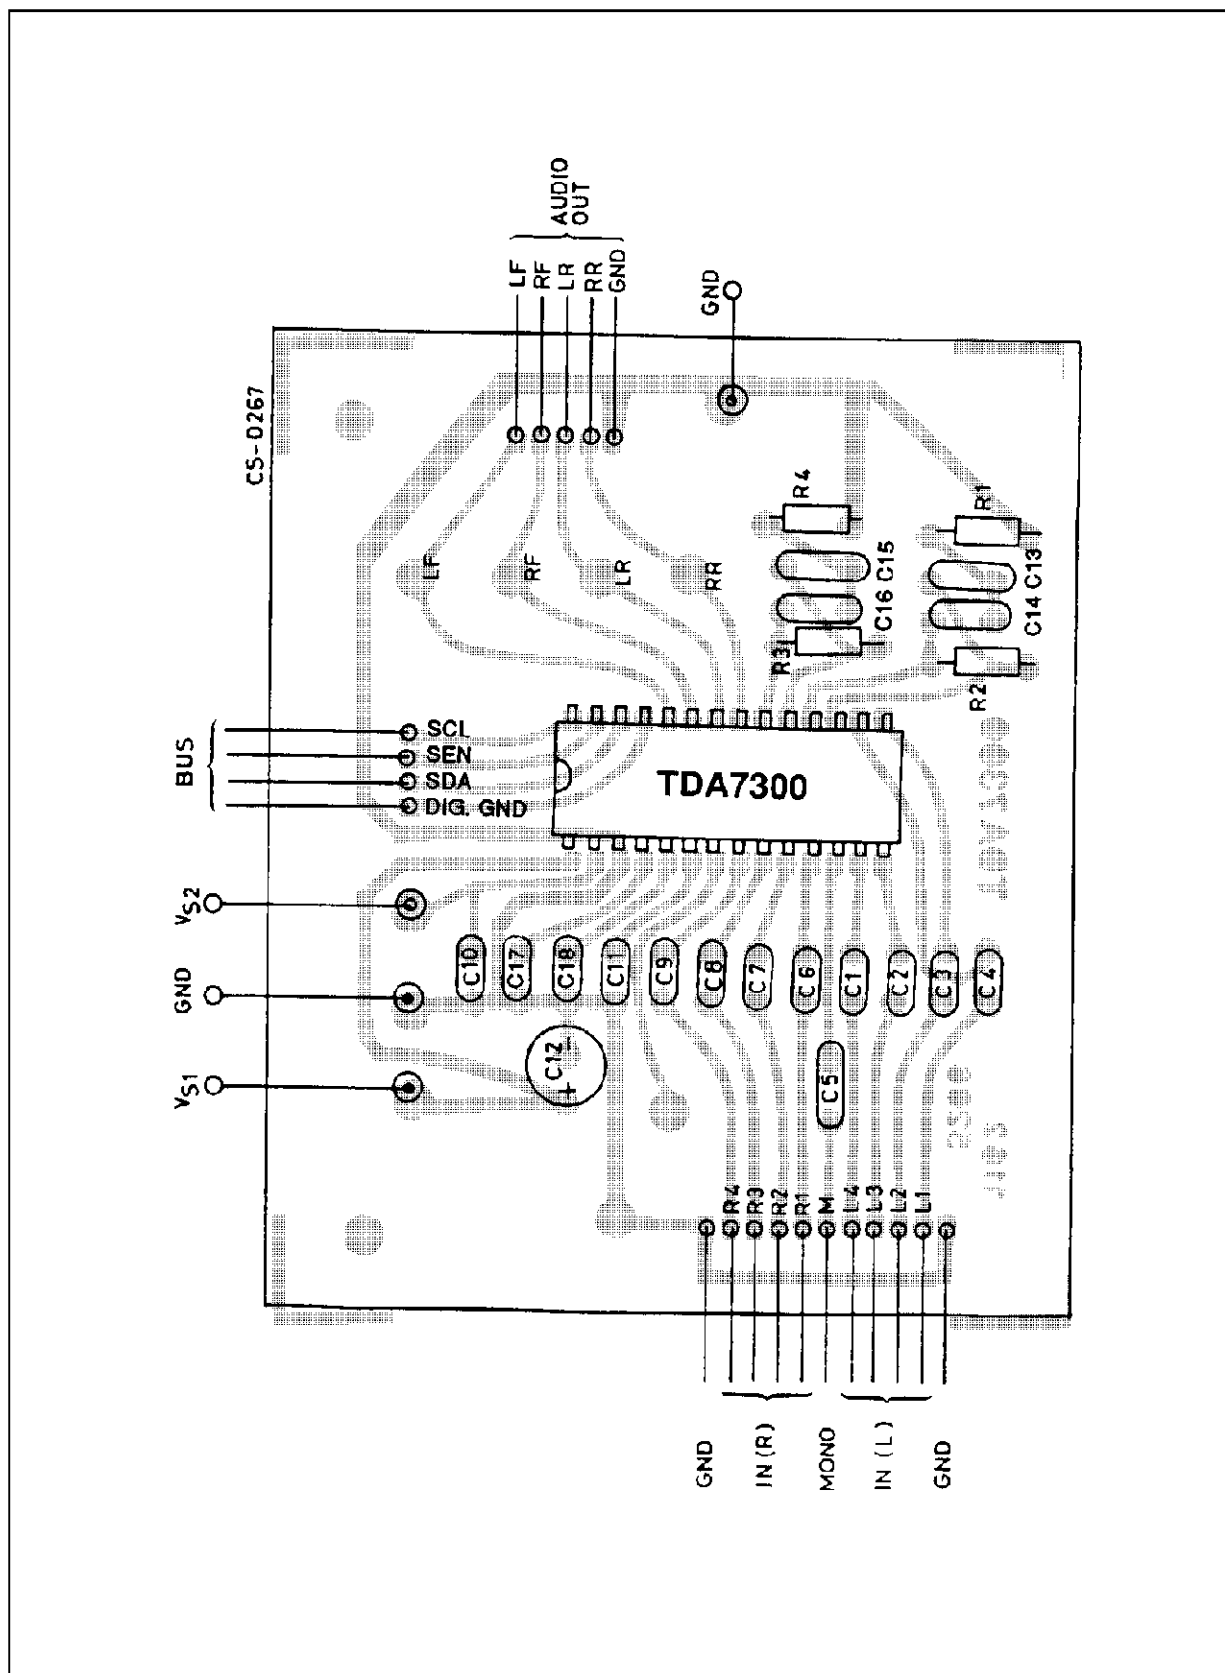 CS-0267
AUDIO
OUT
LF
RF
LR
RR
GND
GND
BUS
SCL
SEN
SDA
DIG. GND
VS2
GND
VS1
LF
RF
LR
RR
R4
C15
C16
R3
R1
C13
C14
R2
TDA7300
C10
C17
C18
C11
C9
C8
C7
C6
C1
C2
C3
C4
C12
- +
C5
R4
R3
R2
R1
M
L4
L3
L2
L1
GND
IN (R)
MONO
IN (L)
GND